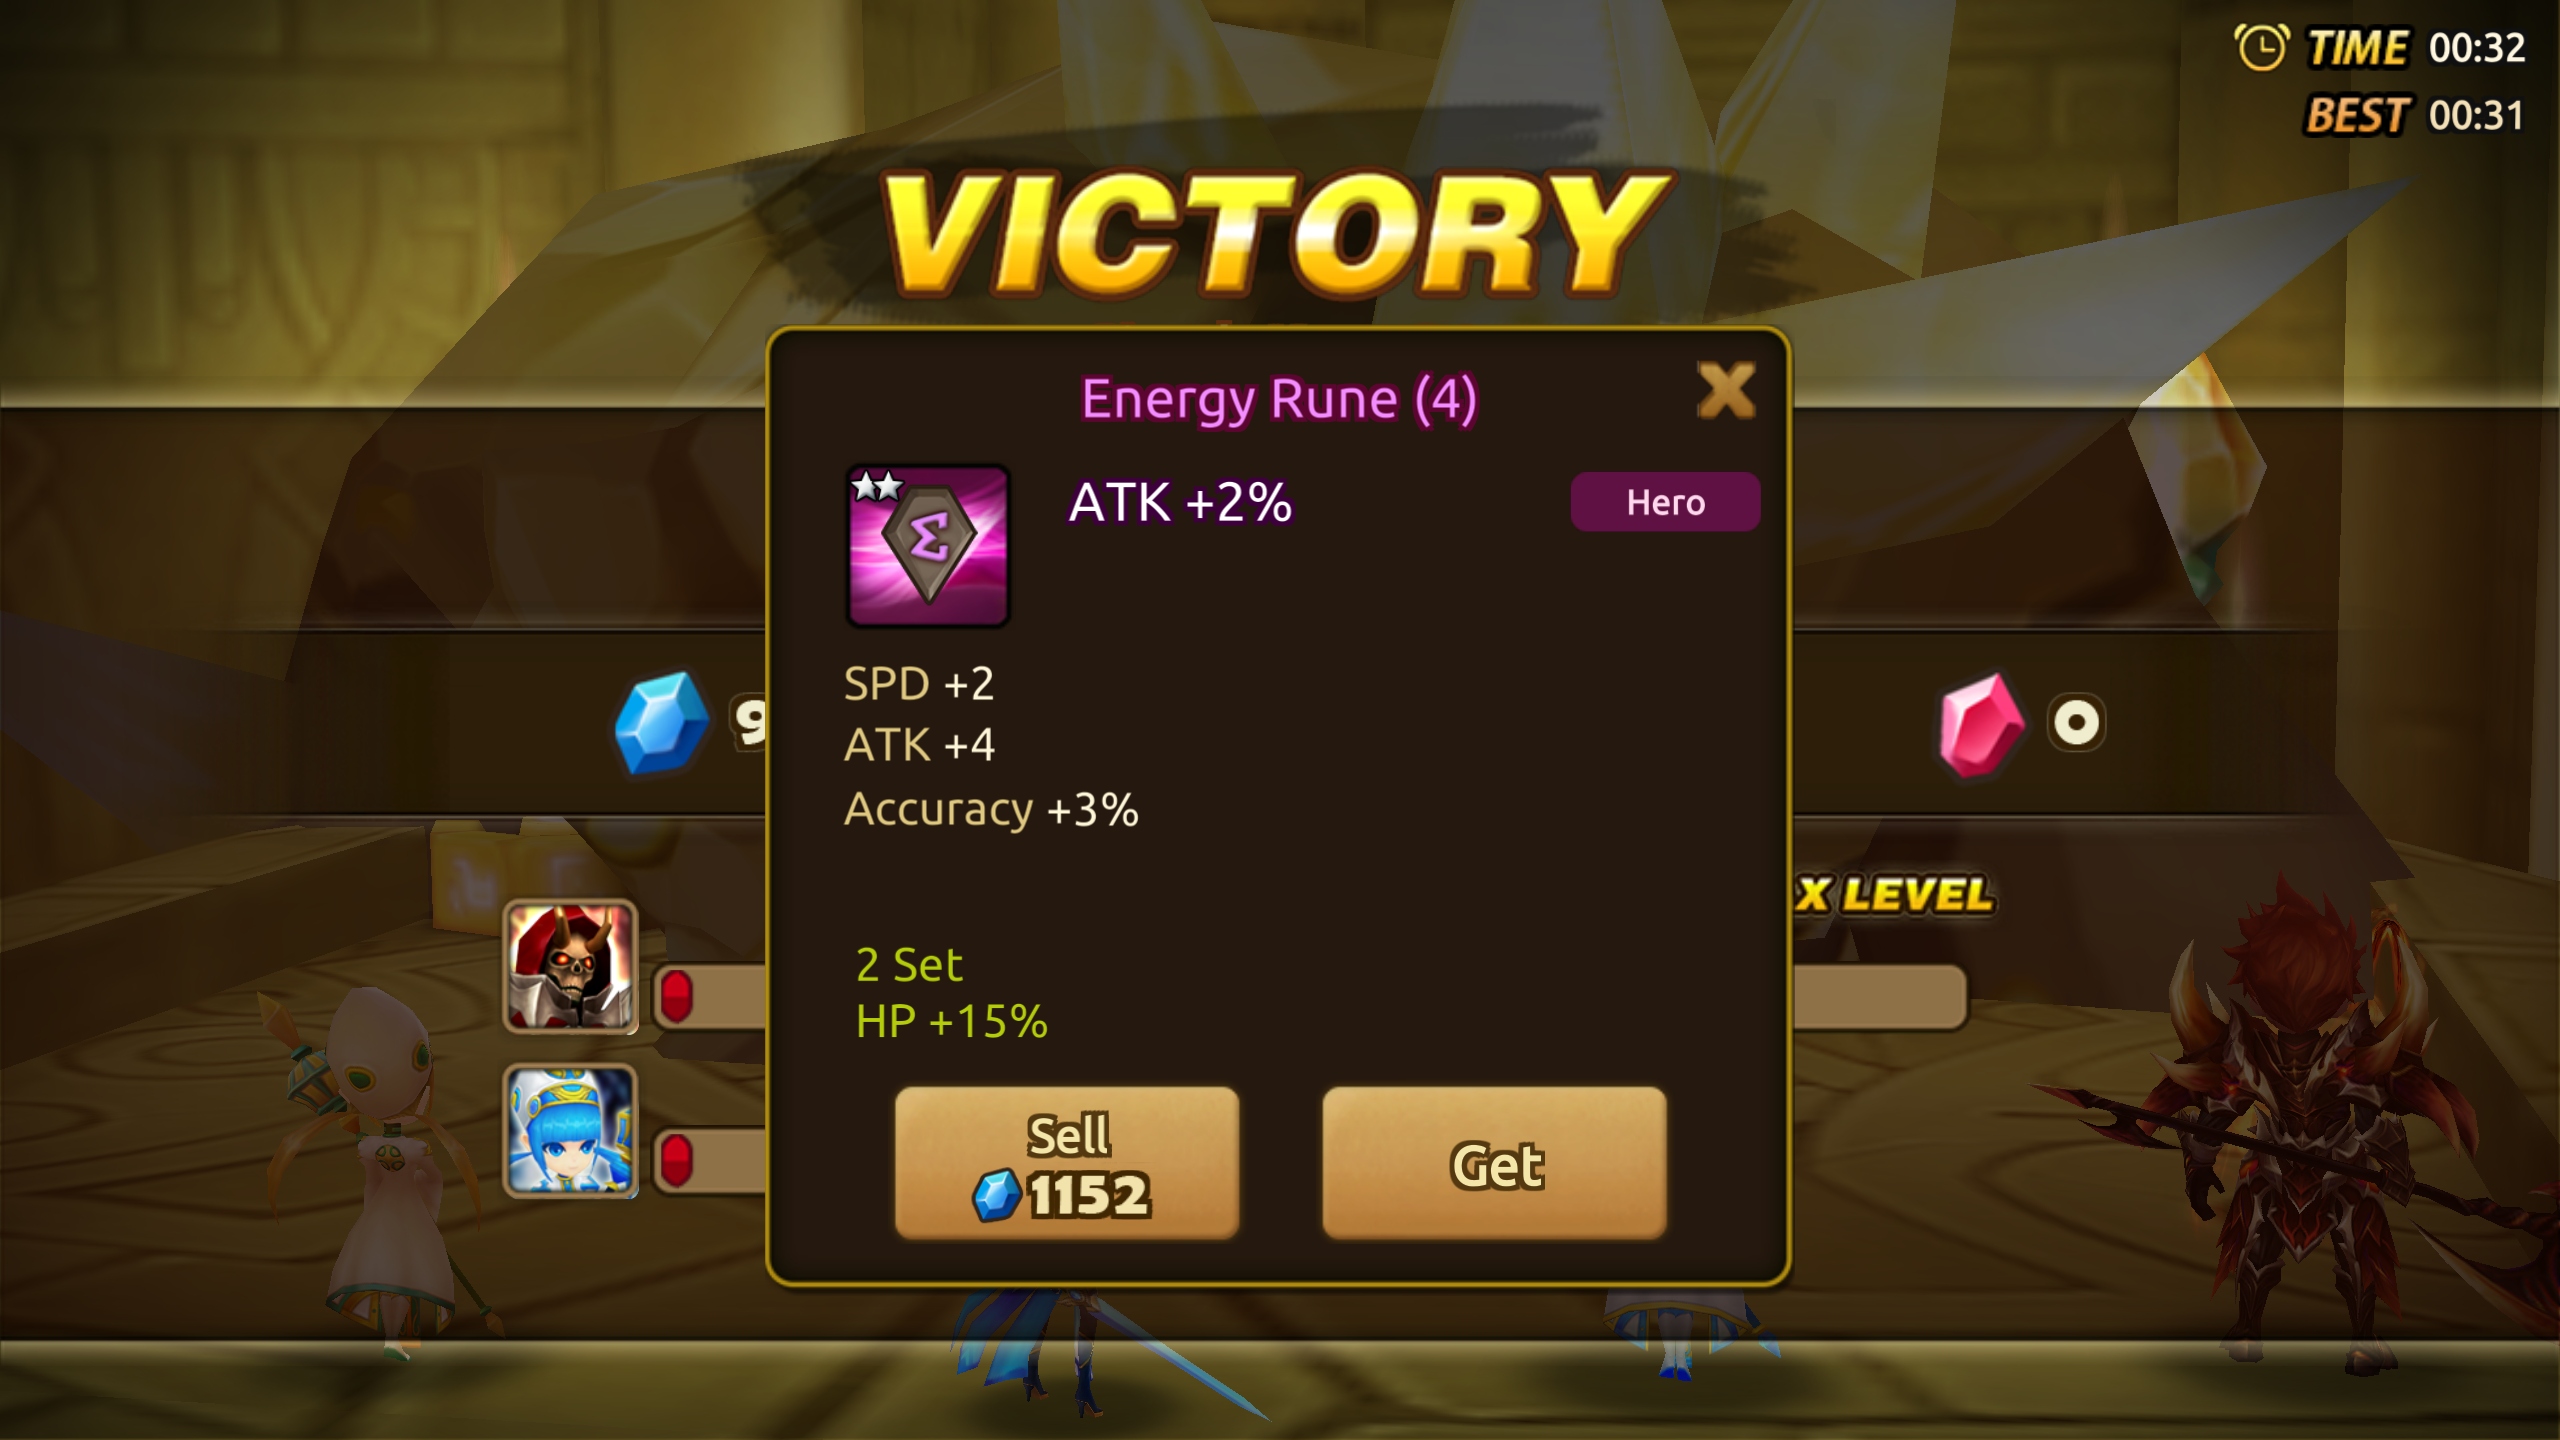 TIME 00:32
BEST 00:31
VICTORY
Energy Rune (4)
ATK +2%
Hero
SPD +2
ATK +4
Accuracy +3%
9
0
X LEVEL
2 Set
HP +15%
Sell
1152
Get